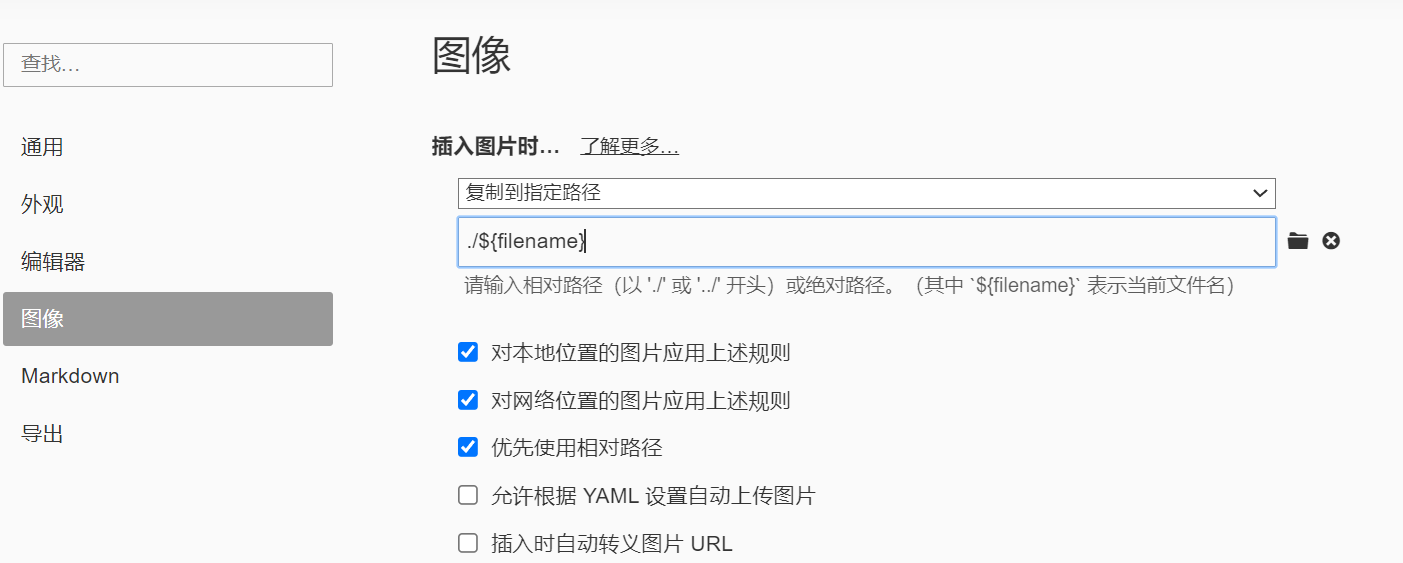 查找...
通用
外观
编辑器
图像
Markdown
导出
图像
插入图片时... 了解更多...
复制到指定路径
./${filename}
请输入相对路径（以 './' 或 '../' 开头）或绝对路径。（其中 `${filename}` 表示当前文件名）
对本地位置的图片应用上述规则
对网络位置的图片应用上述规则
优先使用相对路径
允许根据 YAML 设置自动上传图片
插入时自动转义图片 URL